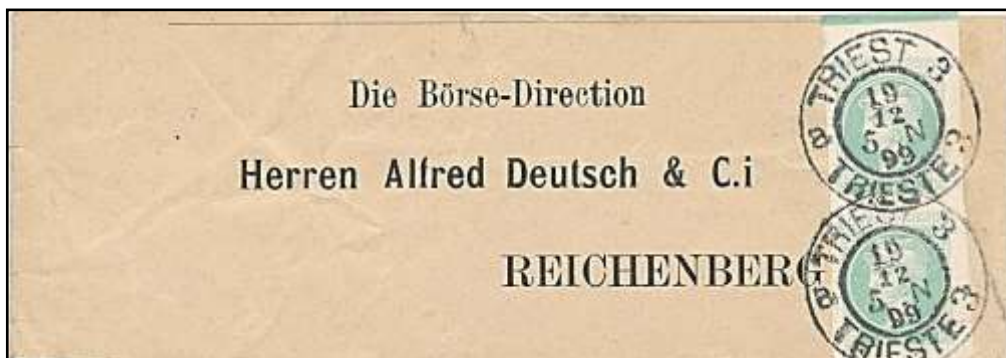 Die Börse-Direction
Herren Alfred Deutsch & C.i
REICHENBERG
TRIEST 3
19
12
5-N
99
B TRIESTE 3
TRIEST 3
19
12
5-N
99
B TRIESTE 3